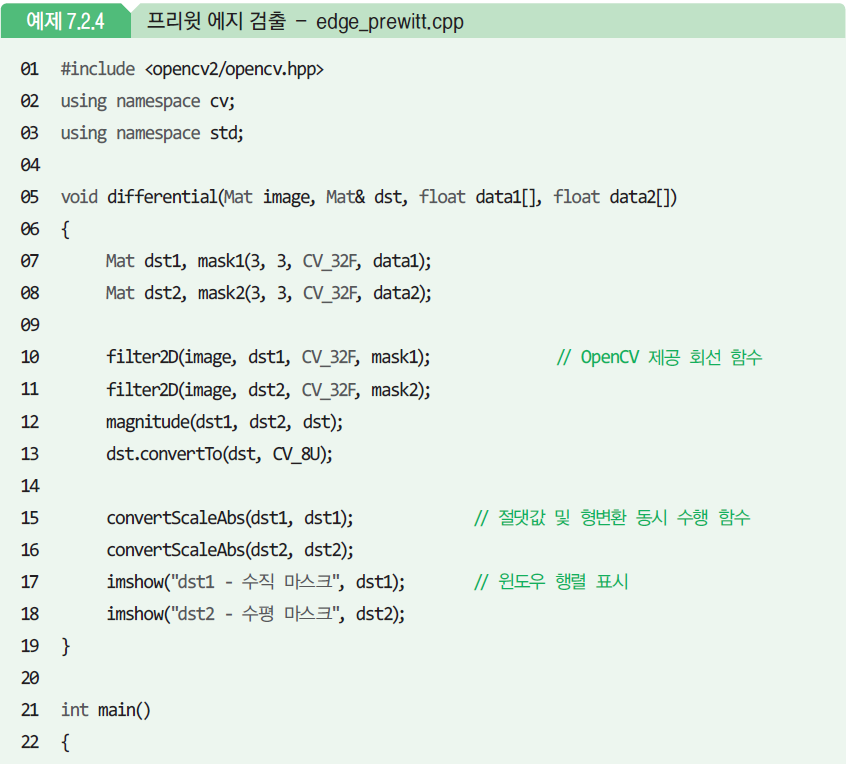 예제 7.2.4 프리윗 에지 검출 - edge_prewitt.cpp
01 #include <opencv2/opencv.hpp>
02 using namespace cv;
03 using namespace std;
04
05 void differential(Mat image, Mat& dst, float data1[], float data2[])
06 {
07 Mat dst1, mask1(3, 3, CV_32F, data1);
08 Mat dst2, mask2(3, 3, CV_32F, data2);
09
10 filter2D(image, dst1, CV_32F, mask1); // OpenCV 제공 회선 함수
11 filter2D(image, dst2, CV_32F, mask2);
12 magnitude(dst1, dst2, dst);
13 dst.convertTo(dst, CV_8U);
14
15 convertScaleAbs(dst1, dst1); // 절댓값 및 형변환 동시 수행 함수
16 convertScaleAbs(dst2, dst2);
17 imshow("dst1 - 수직 마스크", dst1); // 윈도우 행렬 표시
18 imshow("dst2 - 수평 마스크", dst2);
19 }
20
21 int main()
22 {